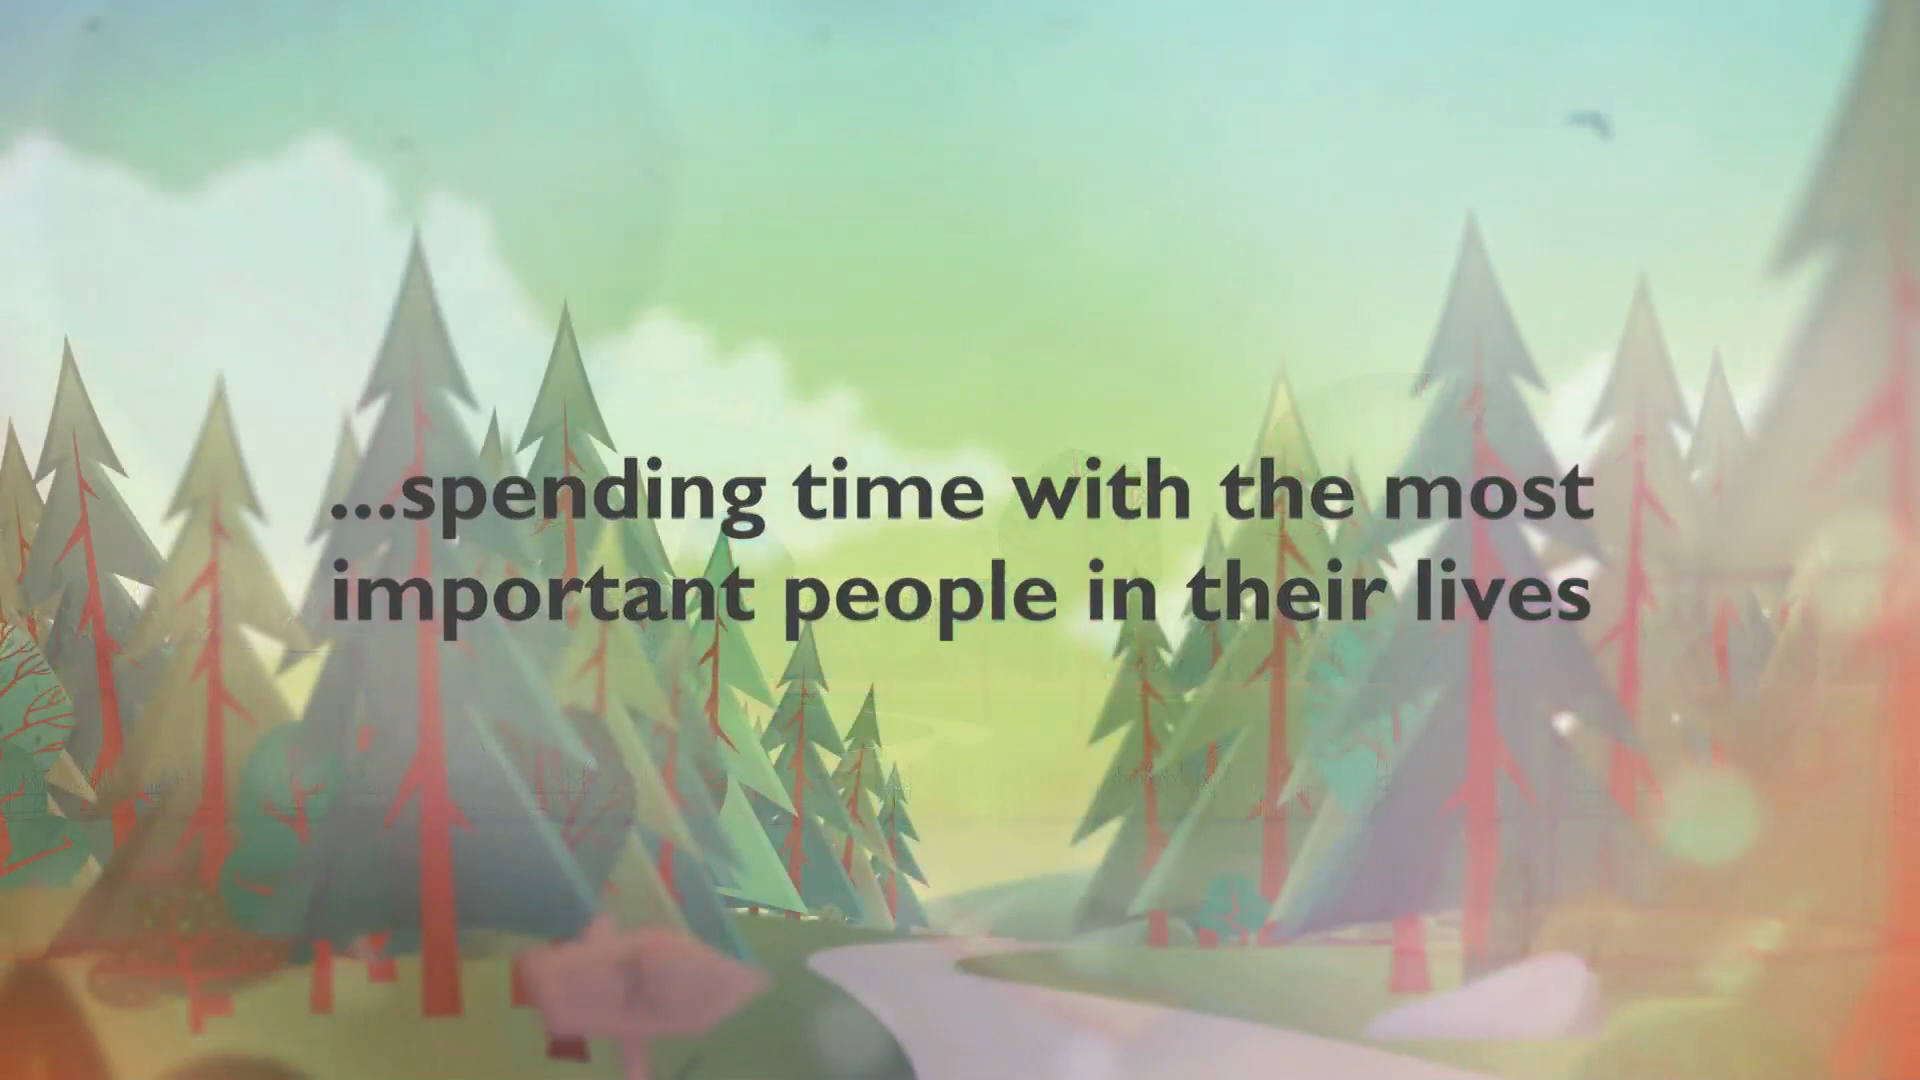 ...spending time with the most
important people in their lives